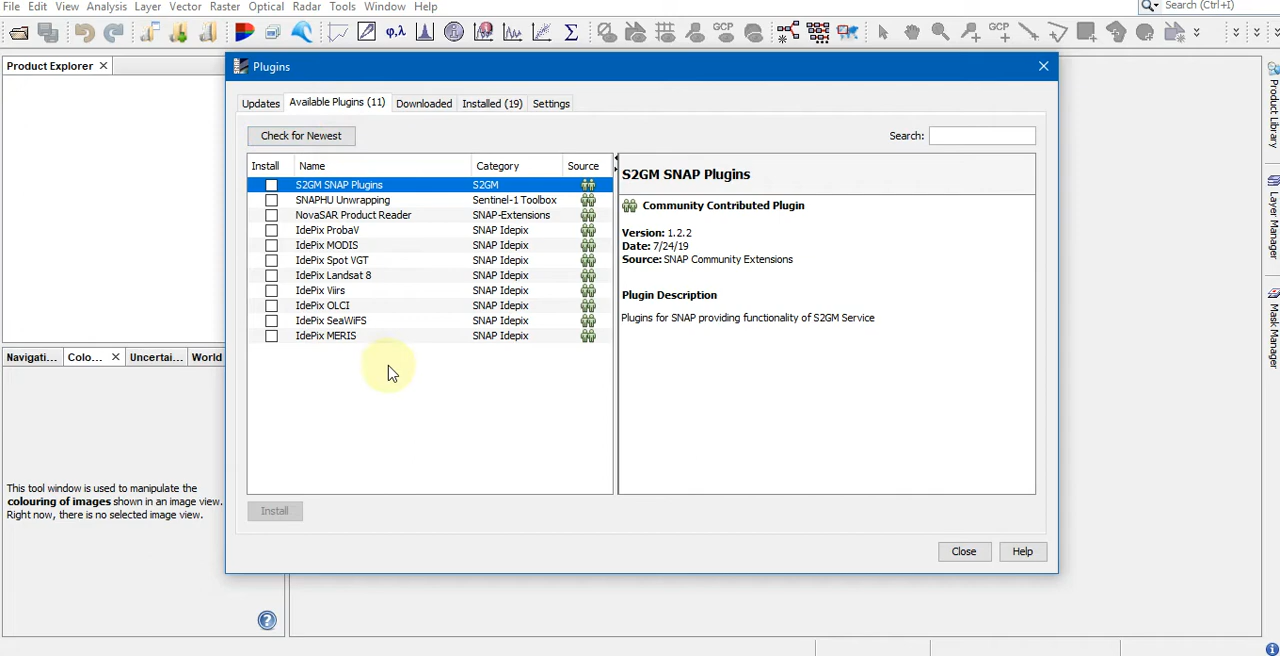 File Edit View Analysis Layer Vector Raster Optical Radar Tools Window Help
Search (Ctrl+I)
φ,λ
GCP
GCP
Product Explorer
Plugins
Updates Available Plugins (11) Downloaded Installed (19) Settings
Check for Newest
Search:
Install Name Category Source
S2GM SNAP Plugins S2GM
SNAPHU Unwrapping Sentinel-1 Toolbox
NovaSAR Product Reader SNAP-Extensions
IdePix ProbaV SNAP Idepix
IdePix MODIS SNAP Idepix
IdePix Spot VGT SNAP Idepix
IdePix Landsat 8 SNAP Idepix
IdePix Viirs SNAP Idepix
IdePix OLCI SNAP Idepix
IdePix SeaWiFS SNAP Idepix
IdePix MERIS SNAP Idepix
S2GM SNAP Plugins
Community Contributed Plugin
Version: 1.2.2
Date: 7/24/19
Source: SNAP Community Extensions
Plugin Description
Plugins for SNAP providing functionality of S2GM Service
Install
Close Help
Navigati... Colo... Uncertai... World
This tool window is used to manipulate the
colouring of images shown in an image view.
Right now, there is no selected image view.
Product Library
Layer Manager
Mask Manager